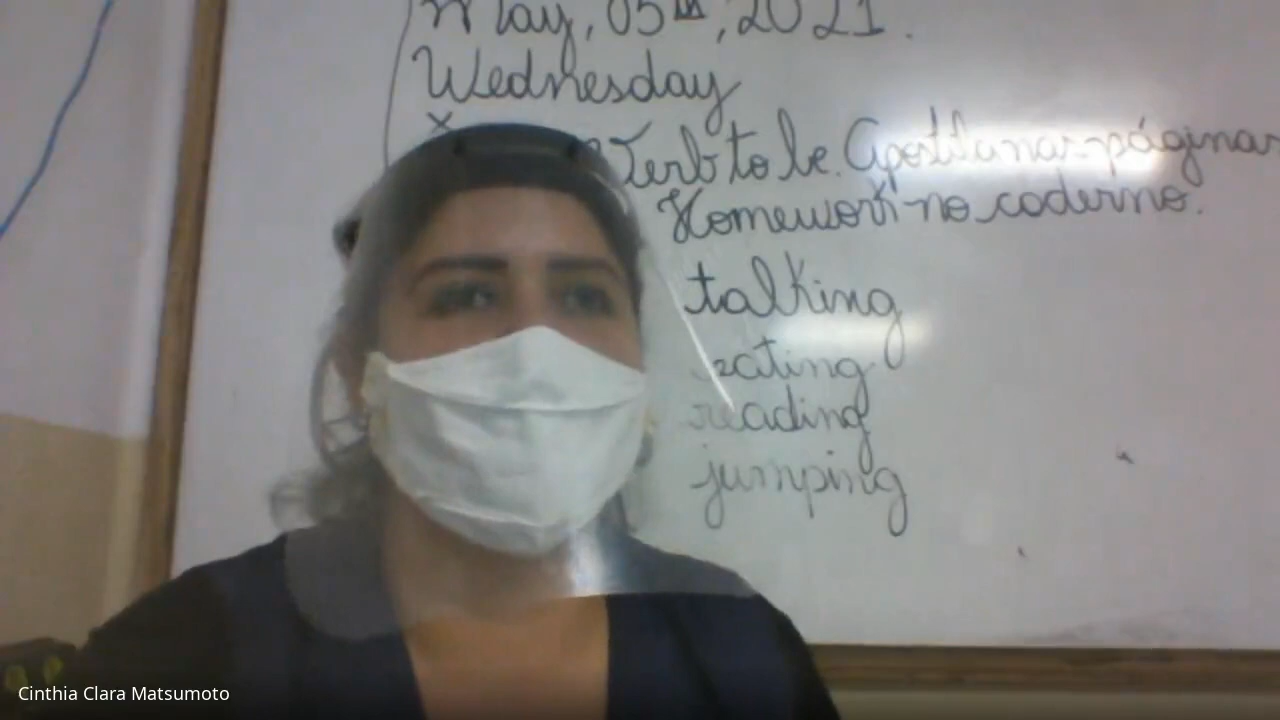 May, 05th, 2021.
Wednesday
X
Verb to be. Apostila nas páginas
Homework no caderno.
talking
eating
reading
jumping
Cinthia Clara Matsumoto